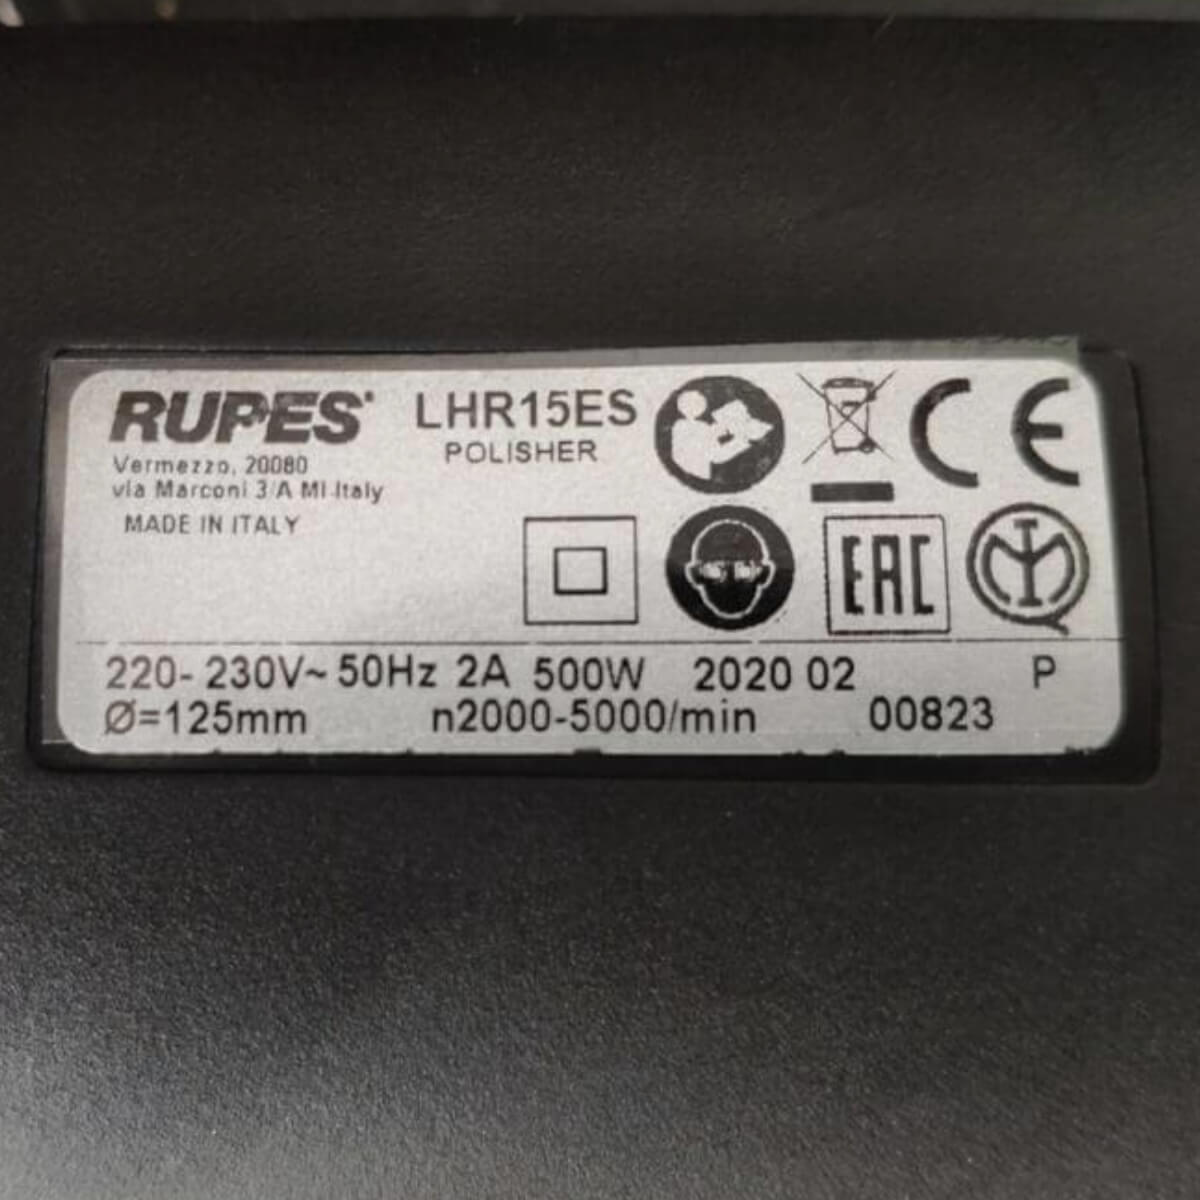 RUPES LHR15ES
Vermezzo, 20080 POLISHER
via Marconi 3/A MI-Italy
MADE IN ITALY
CE
EAC
220-230V~ 50Hz 2A 500W 2020 02 P
Ø=125mm n2000-5000/min 00823